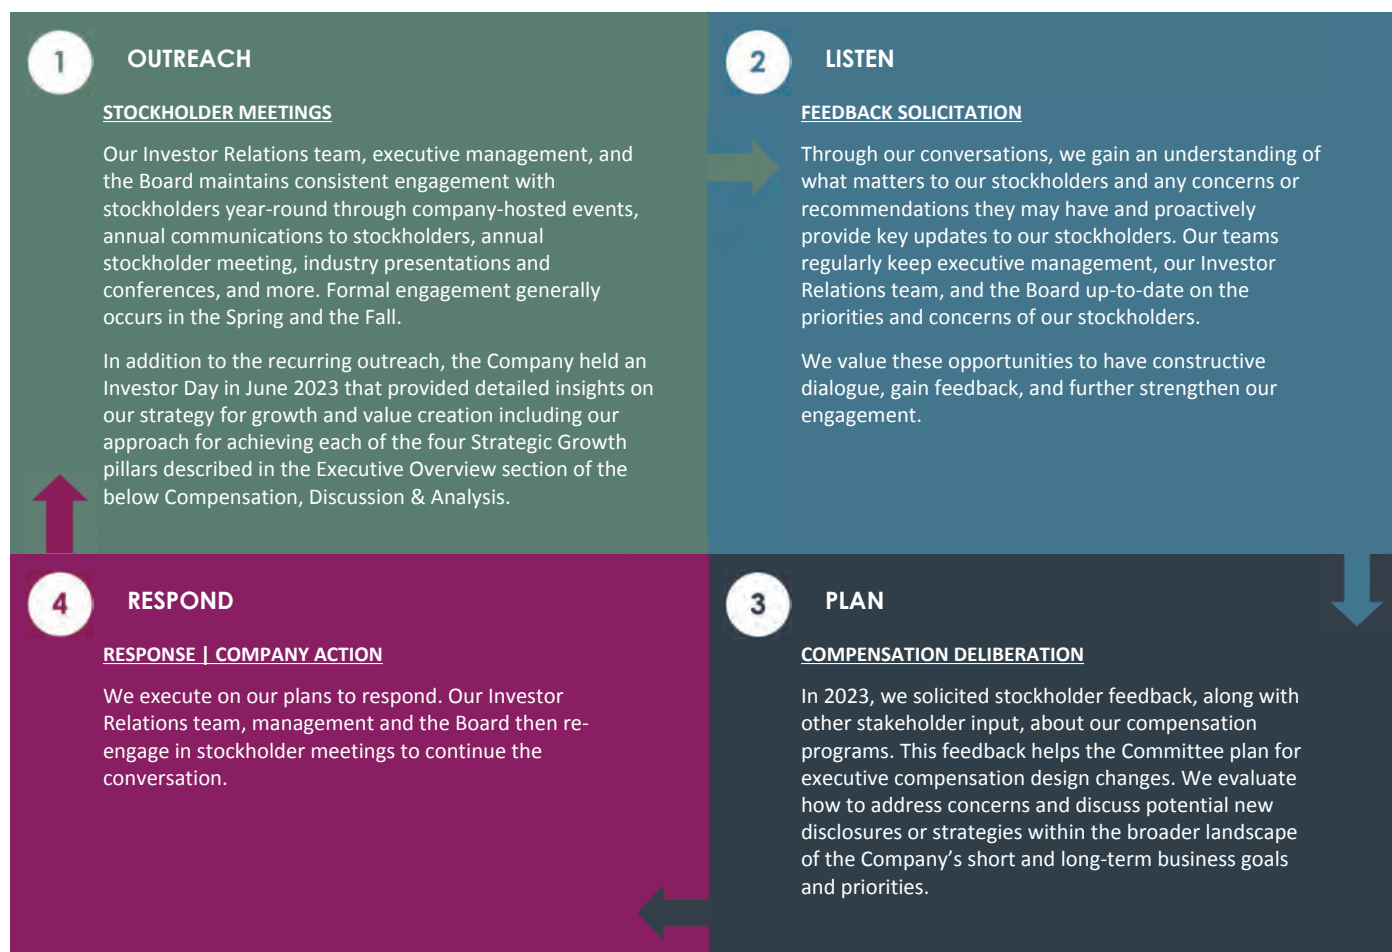 1
OUTREACH
STOCKHOLDER MEETINGS
Our Investor Relations team, executive management, and
the Board maintains consistent engagement with
stockholders year-round through company-hosted events,
annual communications to stockholders, annual
stockholder meeting, industry presentations and
conferences, and more. Formal engagement generally
occurs in the Spring and the Fall.
In addition to the recurring outreach, the Company held an
Investor Day in June 2023 that provided detailed insights on
our strategy for growth and value creation including our
approach for achieving each of the four Strategic Growth
pillars described in the Executive Overview section of the
below Compensation, Discussion & Analysis.
2
LISTEN
FEEDBACK SOLICITATION
Through our conversations, we gain an understanding of
what matters to our stockholders and any concerns or
recommendations they may have and proactively
provide key updates to our stockholders. Our teams
regularly keep executive management, our Investor
Relations team, and the Board up-to-date on the
priorities and concerns of our stockholders.
We value these opportunities to have constructive
dialogue, gain feedback, and further strengthen our
engagement.
3
PLAN
COMPENSATION DELIBERATION
In 2023, we solicited stockholder feedback, along with
other stakeholder input, about our compensation
programs. This feedback helps the Committee plan for
executive compensation design changes. We evaluate
how to address concerns and discuss potential new
disclosures or strategies within the broader landscape
of the Company’s short and long-term business goals
and priorities.
4
RESPOND
RESPONSE | COMPANY ACTION
We execute on our plans to respond. Our Investor
Relations team, management and the Board then re-
engage in stockholder meetings to continue the
conversation.